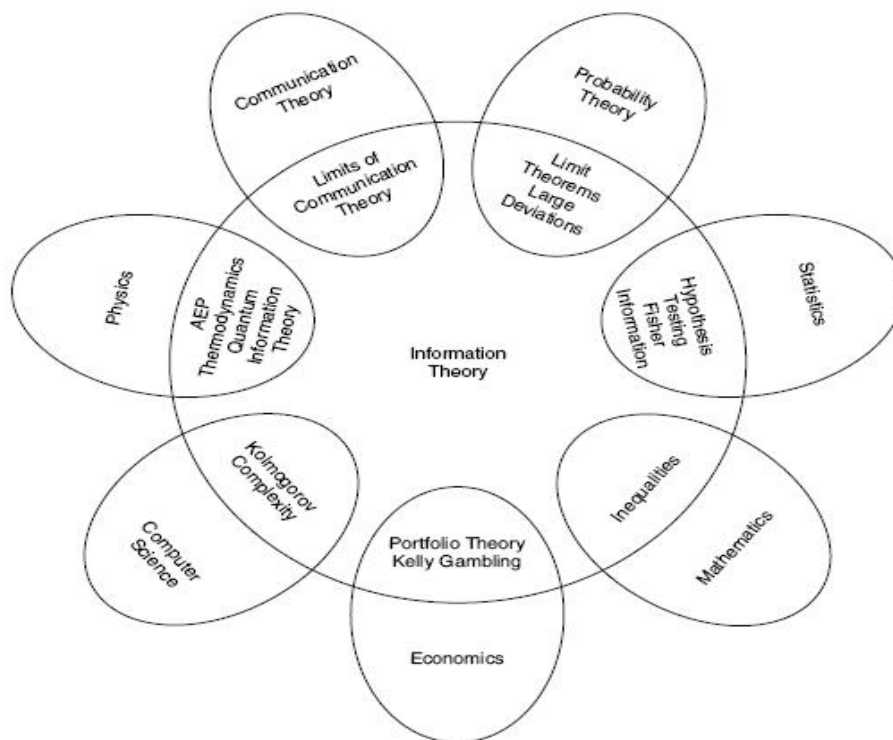 Communication
Theory
Probability
Theory
Limits of
Communication
Theory
Limit
Theorems
Large
Deviations
Physics
AEP
Thermodynamics
Quantum
Information
Theory
Information
Theory
Hypothesis
Testing
Fisher
Information
Statistics
Kolmogorov
Complexity
Computer
Science
Portfolio Theory
Kelly Gambling
Economics
Inequalities
Mathematics